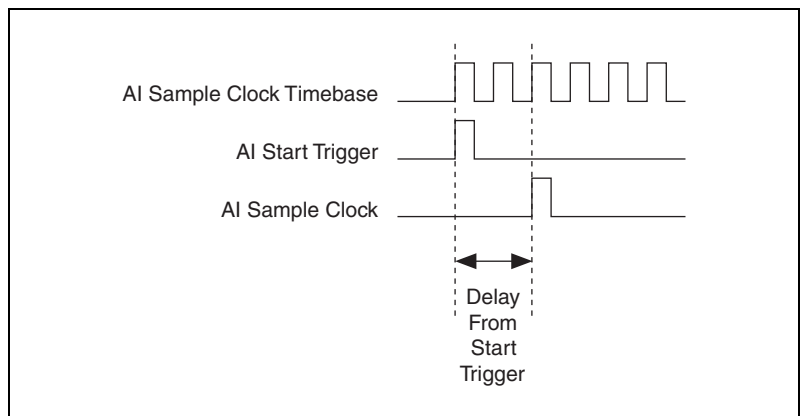 AI Sample Clock Timebase
AI Start Trigger
AI Sample Clock
Delay
From
Start
Trigger